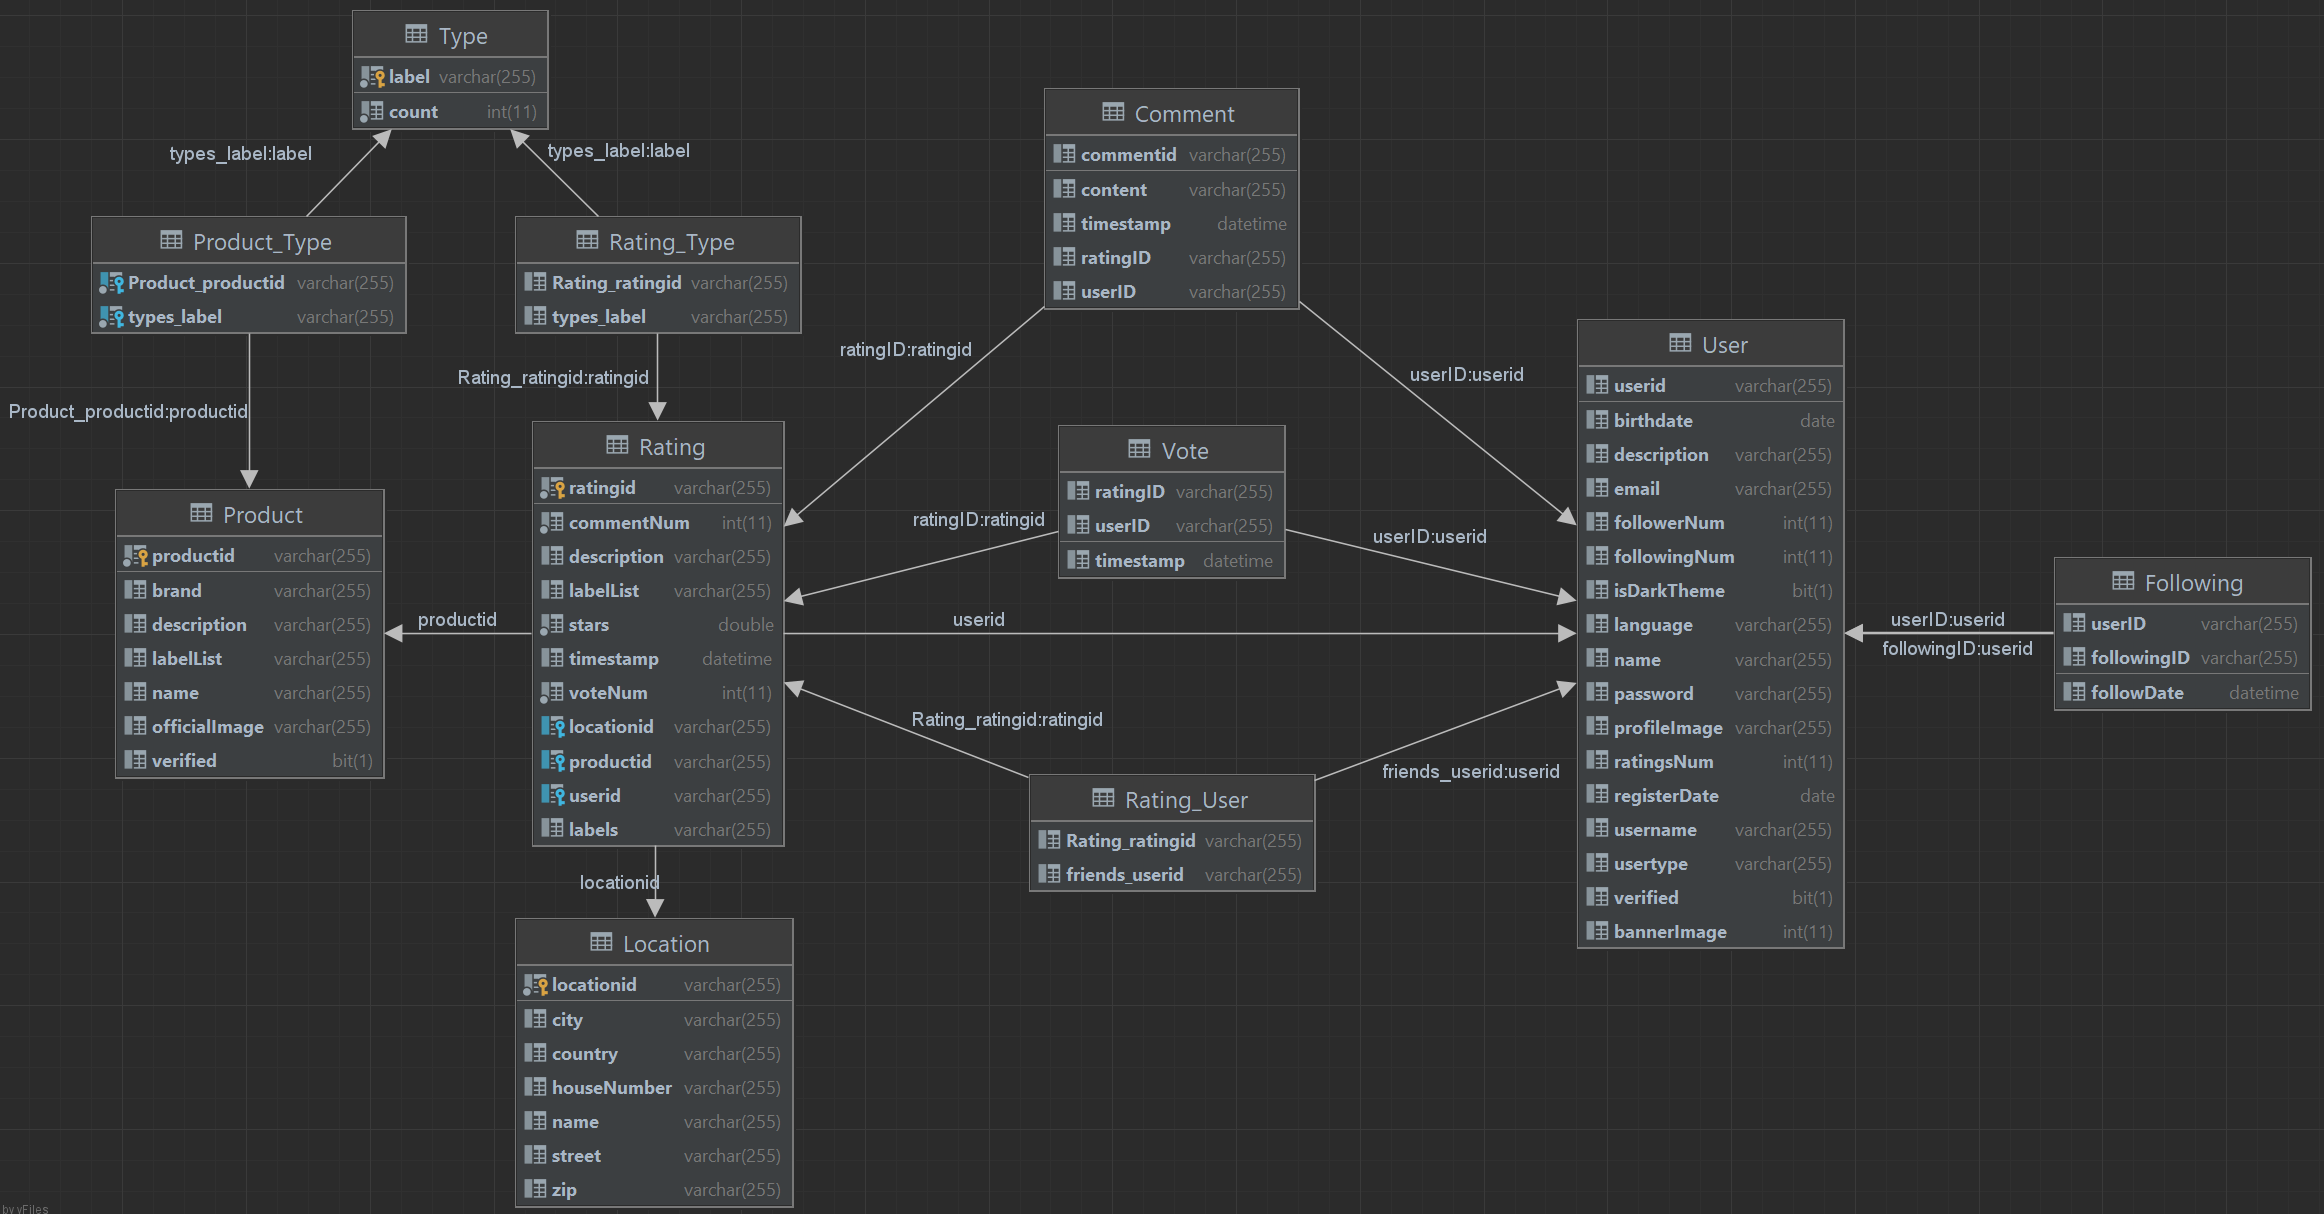 Type
label varchar(255)
count int(11)
types_label:label
types_label:label
Product_Type
Product_productid varchar(255)
types_label varchar(255)
Rating_Type
Rating_ratingid varchar(255)
types_label varchar(255)
Comment
commentid varchar(255)
content varchar(255)
timestamp datetime
ratingID varchar(255)
userID varchar(255)
Product_productid:productid
Rating_ratingid:ratingid
ratingID:ratingid
userID:userid
Product
productid varchar(255)
brand varchar(255)
description varchar(255)
labelList varchar(255)
name varchar(255)
officialImage varchar(255)
verified bit(1)
productid
Rating
ratingid varchar(255)
commentNum int(11)
description varchar(255)
labelList varchar(255)
stars double
timestamp datetime
voteNum int(11)
locationid varchar(255)
productid varchar(255)
userid varchar(255)
labels varchar(255)
Vote
ratingID varchar(255)
userID varchar(255)
timestamp datetime
ratingID:ratingid
userID:userid
userid
Rating_ratingid:ratingid
friends_userid:userid
Rating_User
Rating_ratingid varchar(255)
friends_userid varchar(255)
User
userid varchar(255)
birthdate date
description varchar(255)
email varchar(255)
followerNum int(11)
followingNum int(11)
isDarkTheme bit(1)
language varchar(255)
name varchar(255)
password varchar(255)
profileImage varchar(255)
ratingsNum int(11)
registerDate date
username varchar(255)
usertype varchar(255)
verified bit(1)
bannerImage int(11)
userID:userid
followingID:userid
Following
userID varchar(255)
followingID varchar(255)
followDate datetime
locationid
Location
locationid varchar(255)
city varchar(255)
country varchar(255)
houseNumber varchar(255)
name varchar(255)
street varchar(255)
zip varchar(255)
by yFiles